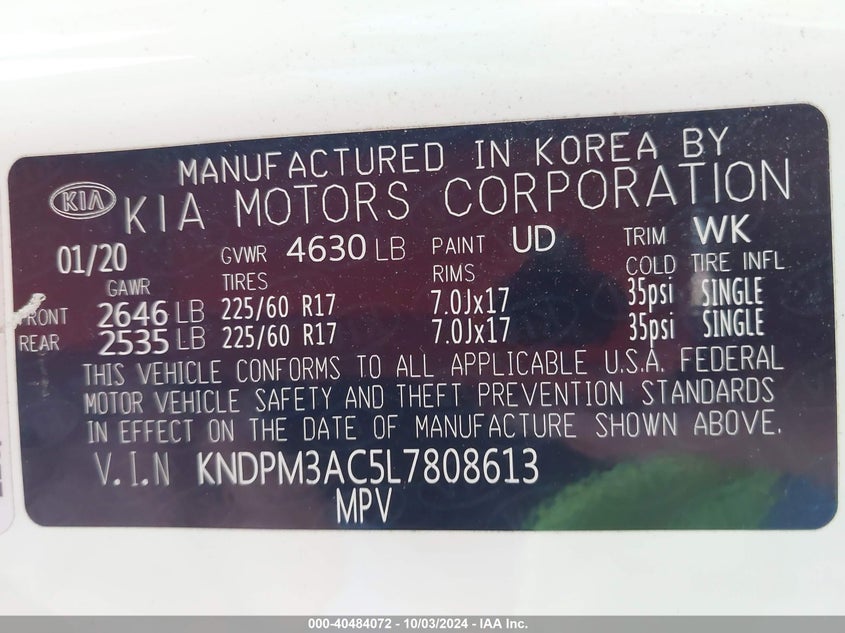 MANUFACTURED IN KOREA BY
KIA KIA MOTORS CORPORATION
01/20 GVWR 4630 LB PAINT UD TRIM WK
GAWR TIRES RIMS COLD TIRE INFL
FRONT 2646 LB 225/60 R17 7.0Jx17 35psi SINGLE
REAR 2535 LB 225/60 R17 7.0Jx17 35psi SINGLE
THIS VEHICLE CONFORMS TO ALL APPLICABLE U.S.A. FEDERAL
MOTOR VEHICLE SAFETY AND THEFT PREVENTION STANDARDS
IN EFFECT ON THE DATE OF MANUFACTURE SHOWN ABOVE.
V.I.N KNDPM3AC5L7808613
MPV
000-40484072 - 10/03/2024 - IAA Inc.